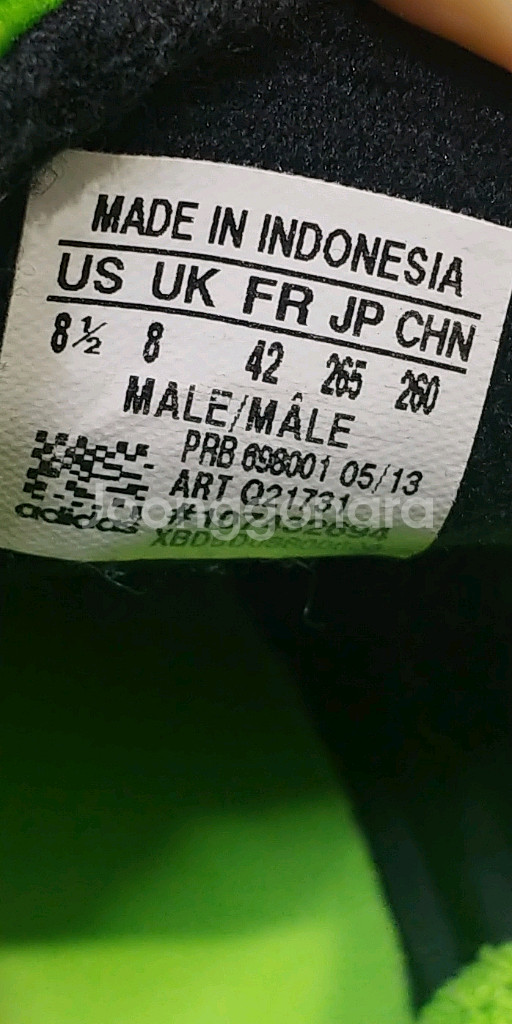 MADE IN INDONESIA
US UK FR JP CHN
8½ 8 42 265 260
MALE/MÂLE
PRB 698001 05/13
ART Q21731
adidas
Joonggonara